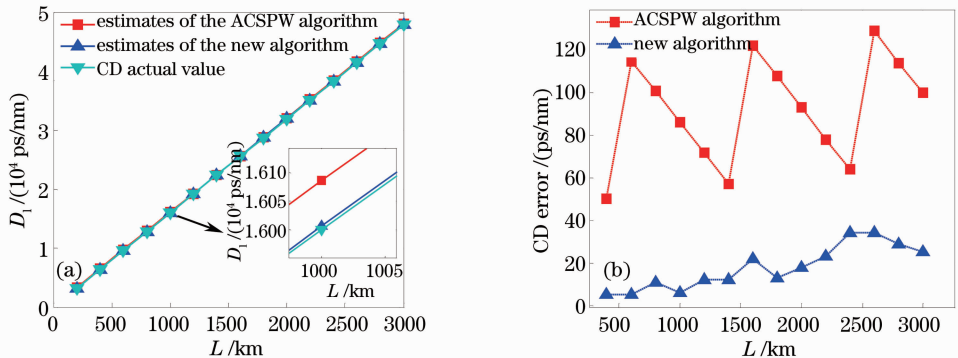 5
4
3
2
1
0
D₁ /(10⁴ ps/nm)
estimates of the ACSPW algorithm
estimates of the new algorithm
CD actual value
(a)
1.610
1.605
1.600
D₁ /(10⁴ ps/nm)
1000 1005
L /km
0 500 1000 1500 2000 2500 3000
L /km
120
100
80
60
40
20
0
CD error /(ps/nm)
ACSPW algorithm
new algorithm
(b)
500 1000 1500 2000 2500 3000
L /km